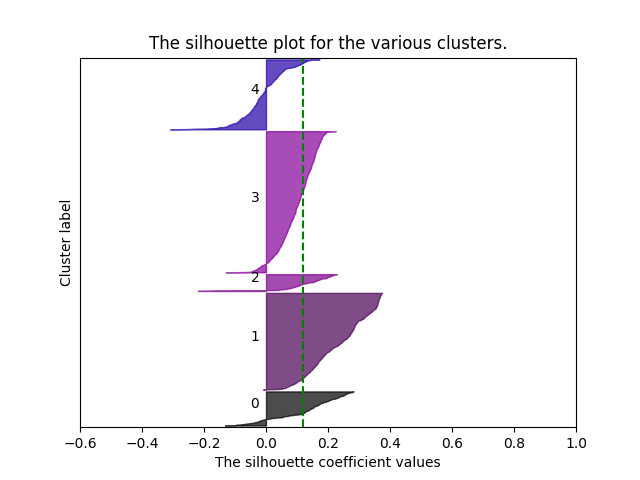 The silhouette plot for the various clusters.
Cluster label
4
3
2
1
0
−0.6 −0.4 −0.2 0.0 0.2 0.4 0.6 0.8 1.0
The silhouette coefficient values